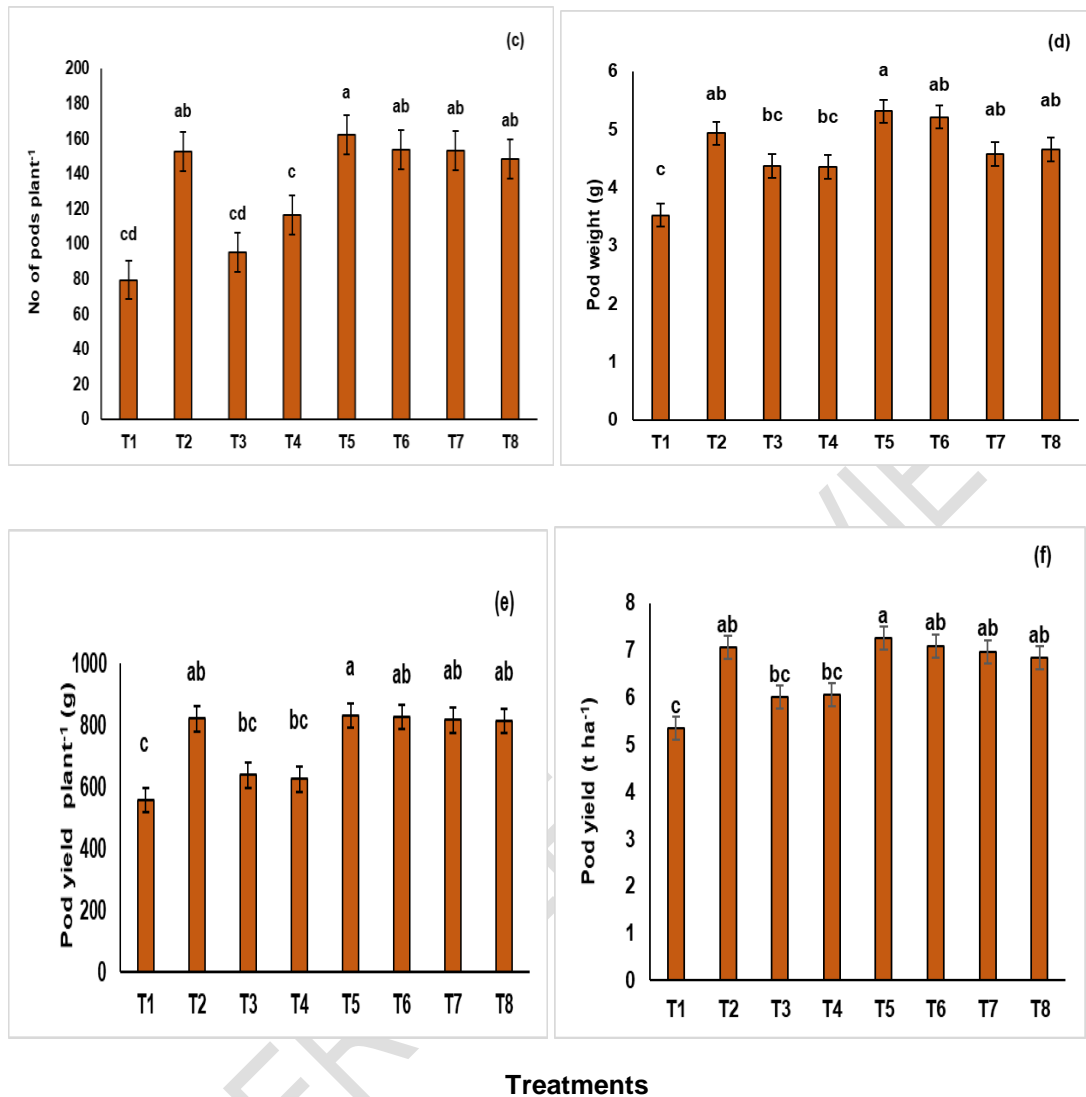 (c)
No of pods plant⁻¹
200
180
160
140
120
100
80
60
40
20
0
cd
ab
cd
c
a
ab
ab
ab
T1 T2 T3 T4 T5 T6 T7 T8
(d)
Pod weight (g)
6
5
4
3
2
1
0
c
ab
bc
bc
a
ab
ab
ab
T1 T2 T3 T4 T5 T6 T7 T8
(e)
Pod yield plant⁻¹ (g)
1000
800
600
400
200
0
c
ab
bc
bc
a
ab
ab
ab
T1 T2 T3 T4 T5 T6 T7 T8
(f)
Pod yield (t ha⁻¹)
8
7
6
5
4
3
2
1
0
c
ab
bc
bc
a
ab
ab
ab
T1 T2 T3 T4 T5 T6 T7 T8
Treatments